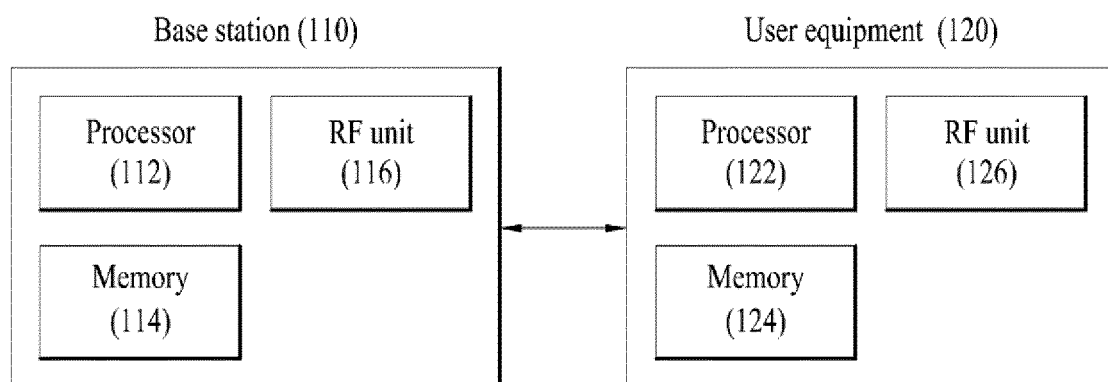 Base station (110)
User equipment (120)
Processor
(112)
RF unit
(116)
Memory
(114)
Processor
(122)
RF unit
(126)
Memory
(124)